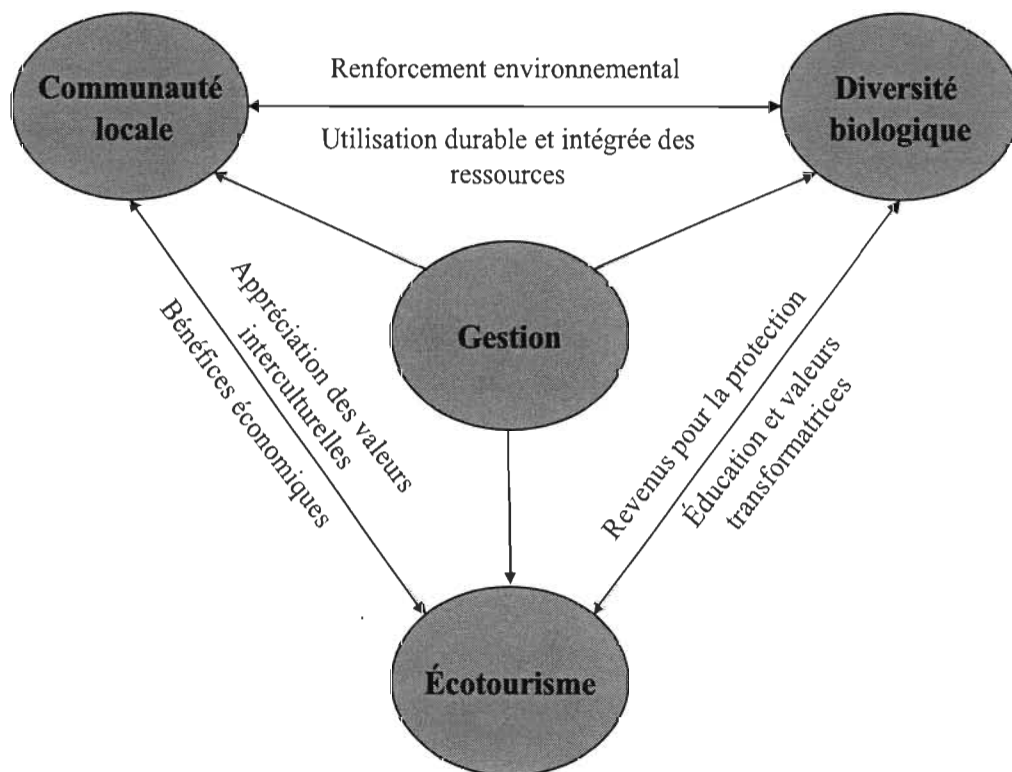 Communauté
locale
Renforcement environnemental
Diversité
biologique
Utilisation durable et intégrée des
ressources
Gestion
Appréciation des valeurs
interculturelles
Bénéfices économiques
Revenus pour la protection
Éducation et valeurs
transformatrices
Écotourisme